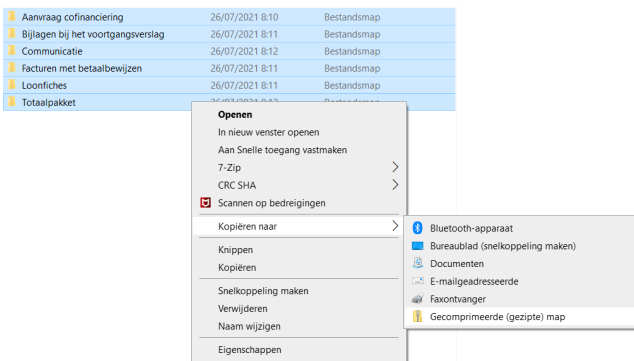 Aanvraag cofinanciering 26/07/2021 8:10 Bestandsmap
Bijlagen bij het voortgangsverslag 26/07/2021 8:11 Bestandsmap
Communicatie 26/07/2021 8:12 Bestandsmap
Facturen met betaalbewijzen 26/07/2021 8:11 Bestandsmap
Loonfiches 26/07/2021 8:11 Bestandsmap
Totaalpakket
Openen
In nieuw venster openen
Aan Snelle toegang vastmaken
7-Zip
CRC SHA
Scannen op bedreigingen
Kopiëren naar
Knippen
Kopiëren
Snelkoppeling maken
Verwijderen
Naam wijzigen
Eigenschappen
Bluetooth-apparaat
Bureaublad (snelkoppeling maken)
Documenten
E-mailgeadresseerde
Faxontvanger
Gecomprimeerde (gezipte) map